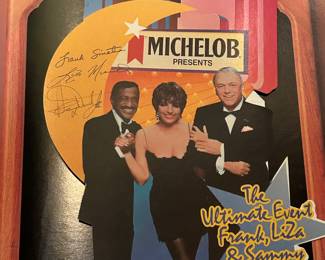 MICHELOB
PRESENTS
Frank Sinatra
The
Ultimate Event
Frank, Liza
& Sammy